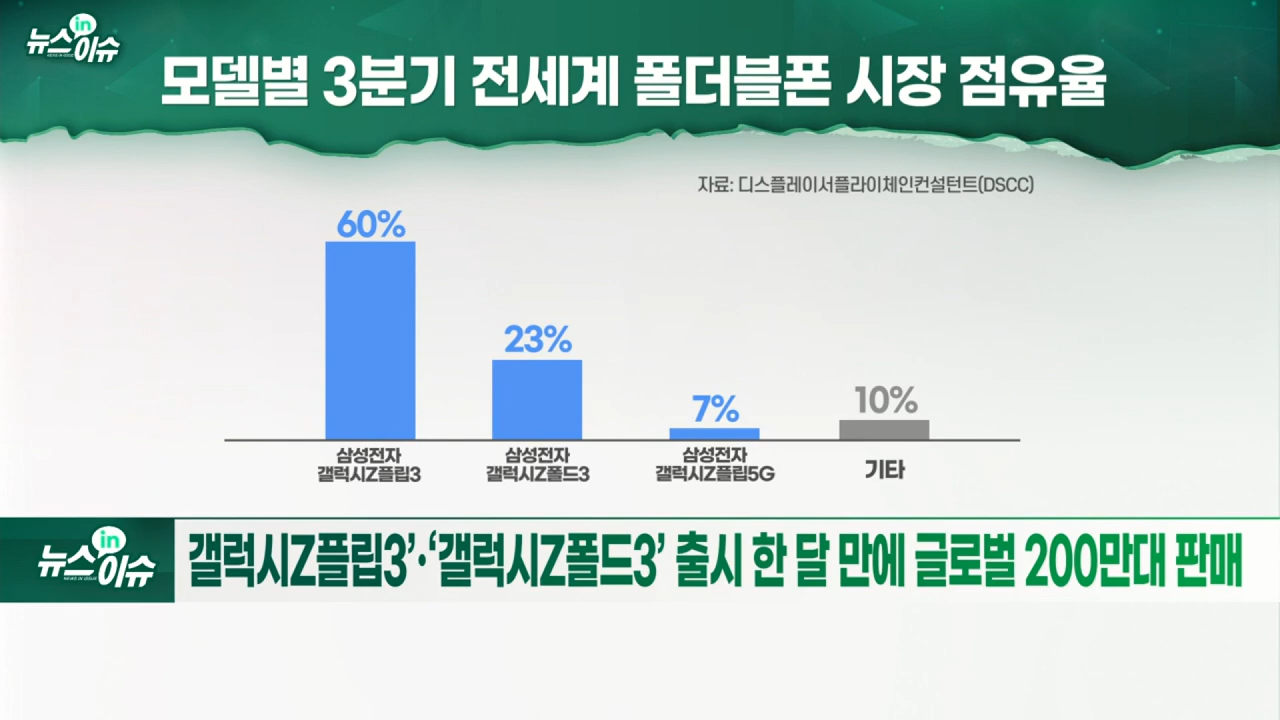 뉴스in이슈
모델별 3분기 전세계 폴더블폰 시장 점유율
자료: 디스플레이서플라이체인컨설턴트(DSCC)
60%
23%
7%
10%
삼성전자
갤럭시Z플립3
삼성전자
갤럭시Z폴드3
삼성전자
갤럭시Z플립5G
기타
뉴스in이슈
NEWS IN ISSUE
갤럭시Z플립3’·‘갤럭시Z폴드3’ 출시 한 달 만에 글로벌 200만대 판매